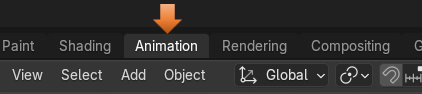 Paint Shading Animation Rendering Compositing G
View Select Add Object Global